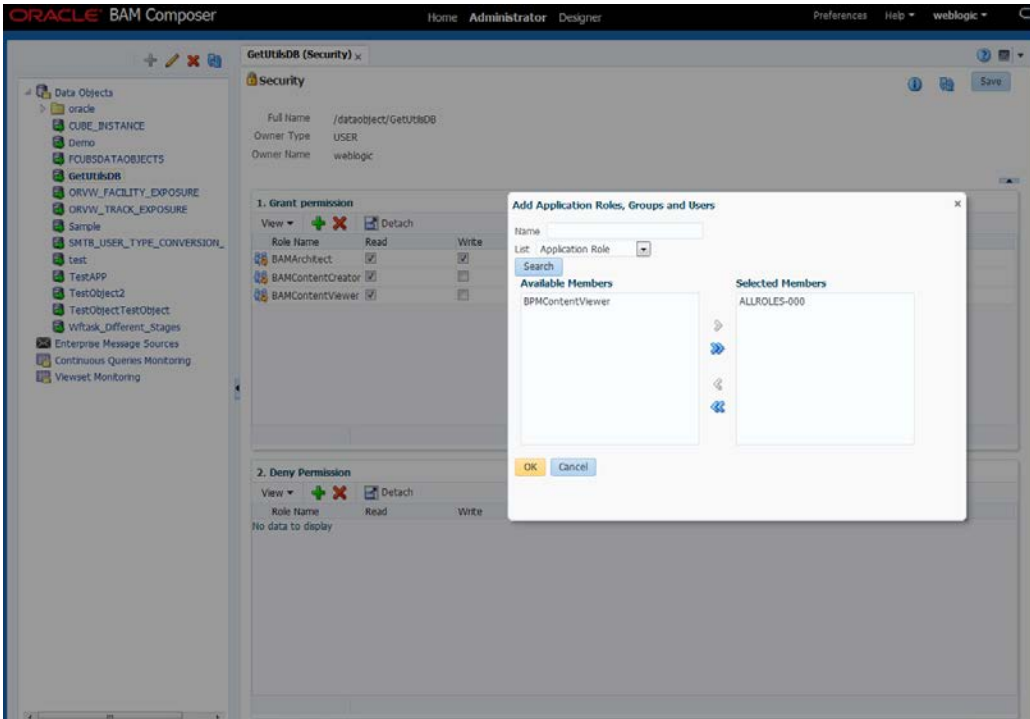 ORACLE® BAM Composer
Home Administrator Designer
Preferences Help weblogic
GetUtilsDB (Security)
Security
Save
Full Name /dataobject/GetUtilsDB
Owner Type USER
Owner Name weblogic
Data Objects
oracle
CUBE_INSTANCE
Demo
FCUBSDATAOBJECTS
GetUtilsDB
ORVW_FACILITY_EXPOSURE
ORVW_TRACK_EXPOSURE
Sample
SMTB_USER_TYPE_CONVERSION_
test
TestAPP
TestObject2
TestObjectTestObject
Wftask_Different_Stages
Enterprise Message Sources
Continuous Queries Monitoring
Viewset Monitoring
1. Grant permission
View Detach
Role Name Read Write
BAMArchitect
BAMContentCreator
BAMContentViewer
2. Deny Permission
View Detach
Role Name Read Write
No data to display
Add Application Roles, Groups and Users
Name
List Application Role
Search
Available Members Selected Members
BPMContentViewer ALLROLES-000
OK Cancel